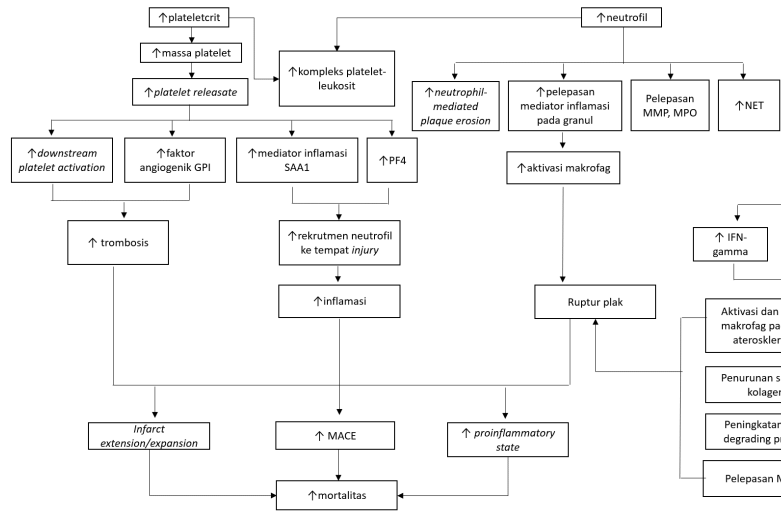 ↑plateletcrit
↑neutrofil
↑massa platelet
↑kompleks platelet-
leukosit
↑platelet releasate
↑neutrophil-
mediated
plaque erosion
↑pelepasan
mediator inflamasi
pada granul
Pelepasan
MMP, MPO
↑NET
↑downstream
platelet activation
↑faktor
angiogenik GPI
↑mediator inflamasi
SAA1
↑PF4
↑aktivasi makrofag
↑ trombosis
↑rekrutmen neutrofil
ke tempat injury
↑ IFN-
gamma
↑inflamasi
Ruptur plak
Aktivasi dan
makrofag pa
ateroskler
Penurunan s
kolagen
Peningkatan
degrading pr
Pelepasan M
Infarct
extension/expansion
↑ MACE
↑ proinflammatory
state
↑mortalitas